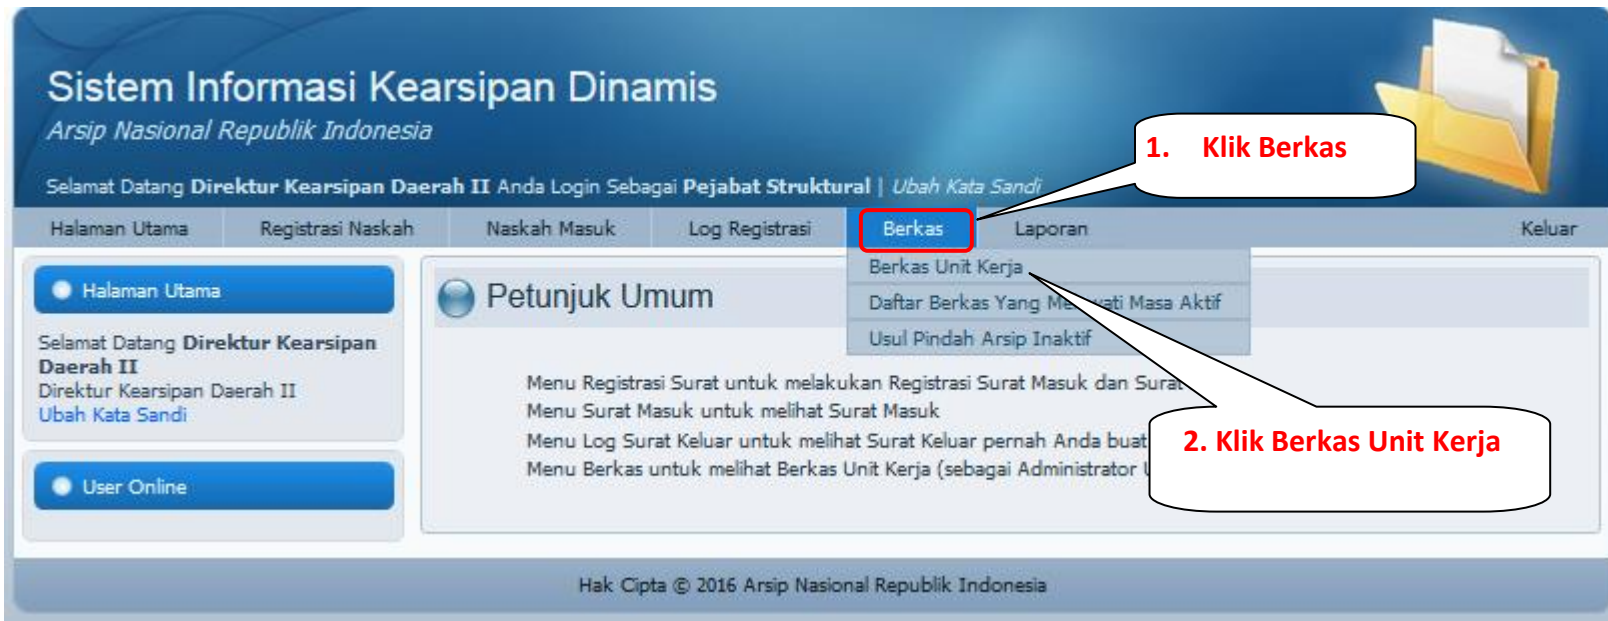 Sistem Informasi Kearsipan Dinamis
Arsip Nasional Republik Indonesia
1. Klik Berkas
Selamat Datang Direktur Kearsipan Daerah II Anda Login Sebagai Pejabat Struktural | Ubah Kata Sandi
Halaman Utama Registrasi Naskah Naskah Masuk Log Registrasi Berkas Laporan Keluar
Berkas Unit Kerja
Daftar Berkas Yang Melewati Masa Aktif
Usul Pindah Arsip Inaktif
Halaman Utama
Selamat Datang Direktur Kearsipan
Daerah II
Direktur Kearsipan Daerah II
Ubah Kata Sandi
User Online
Petunjuk Umum
Menu Registrasi Surat untuk melakukan Registrasi Surat Masuk dan Surat
Menu Surat Masuk untuk melihat Surat Masuk
Menu Log Surat Keluar untuk melihat Surat Keluar pernah Anda buat
Menu Berkas untuk melihat Berkas Unit Kerja (sebagai Administrator
2. Klik Berkas Unit Kerja
Hak Cipta © 2016 Arsip Nasional Republik Indonesia